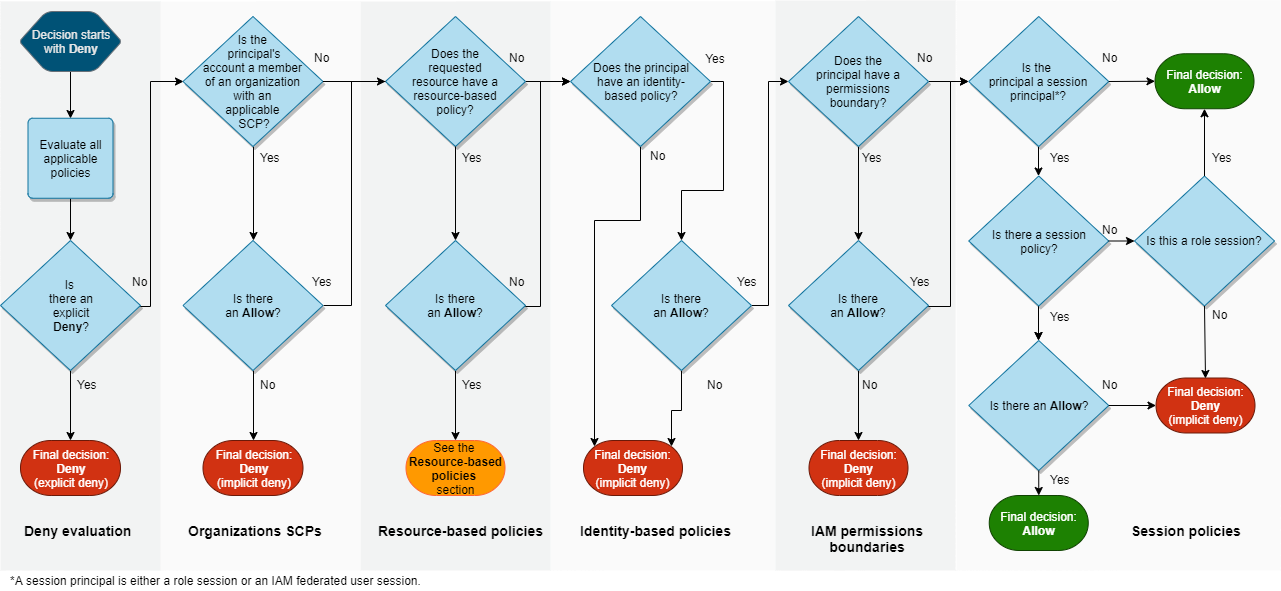 Decision starts
with Deny
Evaluate all
applicable
policies
Is
there an
explicit
Deny?
No
Yes
Final decision:
Deny
(explicit deny)
Deny evaluation
Is the
principal's
account a member
of an organization
with an
applicable
SCP?
No
Yes
Is there
an Allow?
Yes
No
Final decision:
Deny
(implicit deny)
Organizations SCPs
Does the
requested
resource have a
resource-based
policy?
No
Yes
Is there
an Allow?
No
Yes
See the
Resource-based
policies
section
Resource-based policies
Does the principal
have an identity-
based policy?
Yes
No
Is there
an Allow?
Yes
No
Final decision:
Deny
(implicit deny)
Identity-based policies
Does the
principal have a
permissions
boundary?
No
Yes
Is there
an Allow?
Yes
No
Final decision:
Deny
(implicit deny)
IAM permissions
boundaries
Is the
principal a session
principal*?
No
Final decision:
Allow
Yes
Is there a session
policy?
No
Is this a role session?
Yes
No
Yes
Is there an Allow?
No
Final decision:
Deny
(implicit deny)
Yes
Final decision:
Allow
Session policies
*A session principal is either a role session or an IAM federated user session.